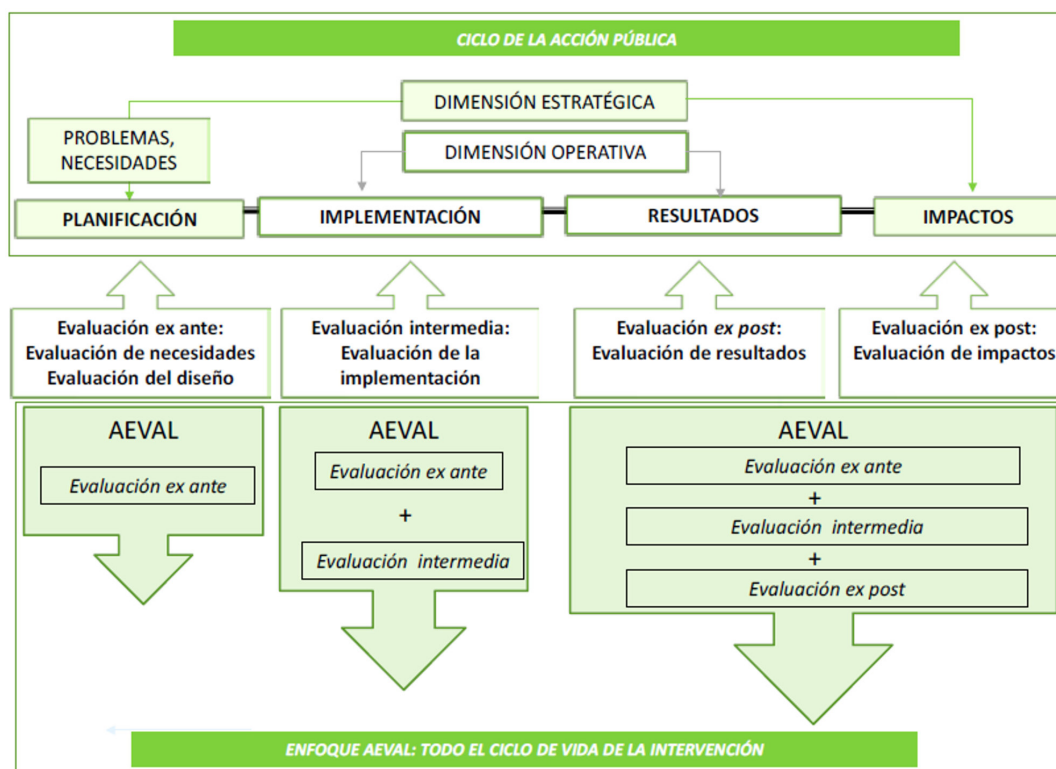 CICLO DE LA ACCIÓN PÚBLICA
DIMENSIÓN ESTRATÉGICA
PROBLEMAS,
NECESIDADES
DIMENSIÓN OPERATIVA
PLANIFICACIÓN
IMPLEMENTACIÓN
RESULTADOS
IMPACTOS
Evaluación ex ante:
Evaluación de necesidades
Evaluación del diseño
Evaluación intermedia:
Evaluación de la
implementación
Evaluación ex post:
Evaluación de resultados
Evaluación ex post:
Evaluación de impactos
AEVAL
Evaluación ex ante
AEVAL
Evaluación ex ante
+
Evaluación intermedia
AEVAL
Evaluación ex ante
+
Evaluación intermedia
+
Evaluación ex post
ENFOQUE AEVAL: TODO EL CICLO DE VIDA DE LA INTERVENCIÓN